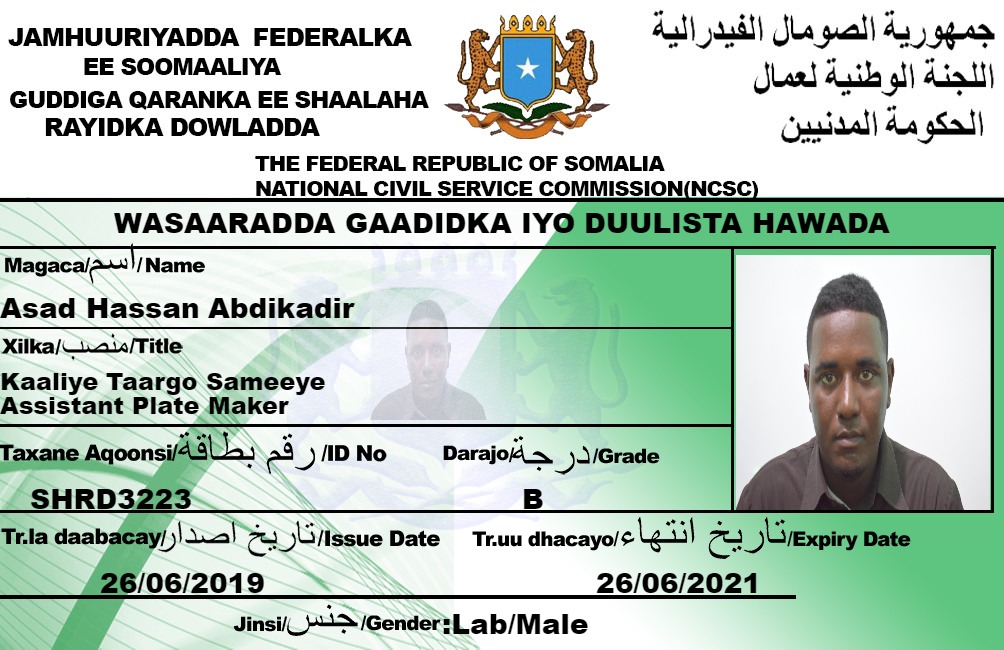 JAMHUURIYADDA FEDERALKA
EE SOOMAALIYA
GUDDIGA QARANKA EE SHAALAHA
RAYIDKA DOWLADDA
جمهورية الصومال الفيدرالية
اللجنة الوطنية لعمال
الحكومة المدنيين
THE FEDERAL REPUBLIC OF SOMALIA
NATIONAL CIVIL SERVICE COMMISSION(NCSC)
WASAARADDA GAADIDKA IYO DUULISTA HAWADA
Magaca/اسم/Name
Asad Hassan Abdikadir
Xilka/منصب/Title
Kaaliye Taargo Sameeye
Assistant Plate Maker
Taxane Aqoonsi/رقم بطاقة/ID No Darajo/درجة/Grade
SHRD3223 B
Tr.la daabacay/تاريخ اصدار/Issue Date Tr.uu dhacayo/تاريخ انتهاء/Expiry Date
26/06/2019 26/06/2021
Jinsi/جنس/Gender:Lab/Male